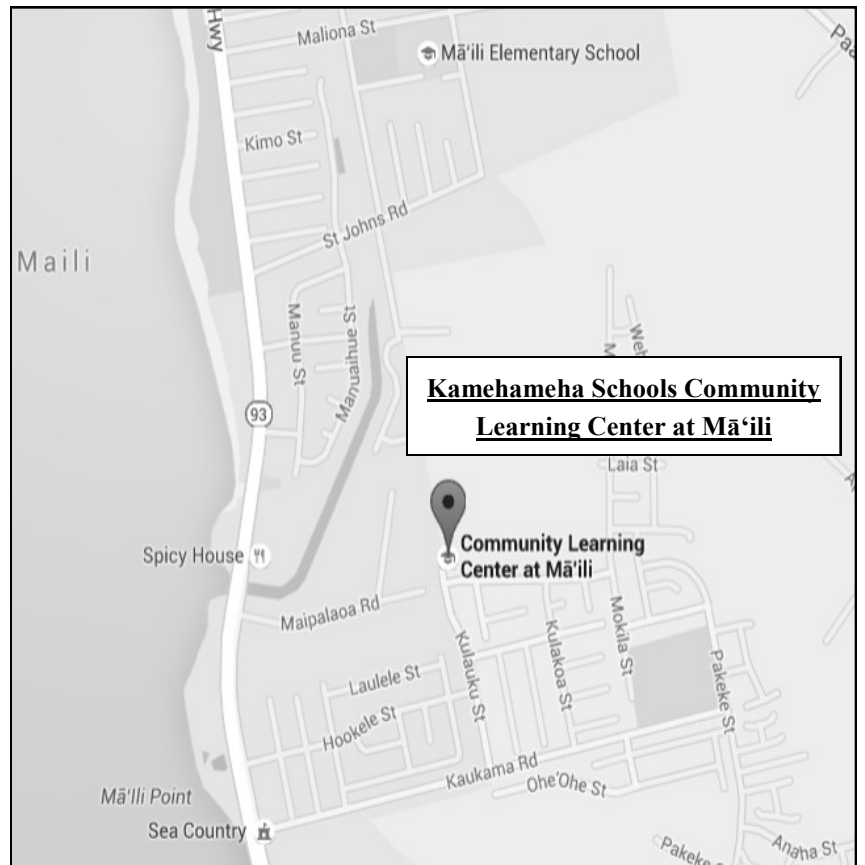 Hwy
Maliona St
Mā'ili Elementary School
Kimo St
St Johns Rd
Maili
Manuu St
Manuaihue St
93
Kamehameha Schools Community
Learning Center at Mā‘ili
Laia St
Spicy House
Community Learning
Center at Mā'ili
Maipalaoa Rd
Kulauku St
Kulakoa St
Mokila St
Pakeke St
Laulele St
Hookele St
Kaukama Rd
Ohe'Ohe St
Mā'Ili Point
Sea Country
Pakeke St
Anaha St